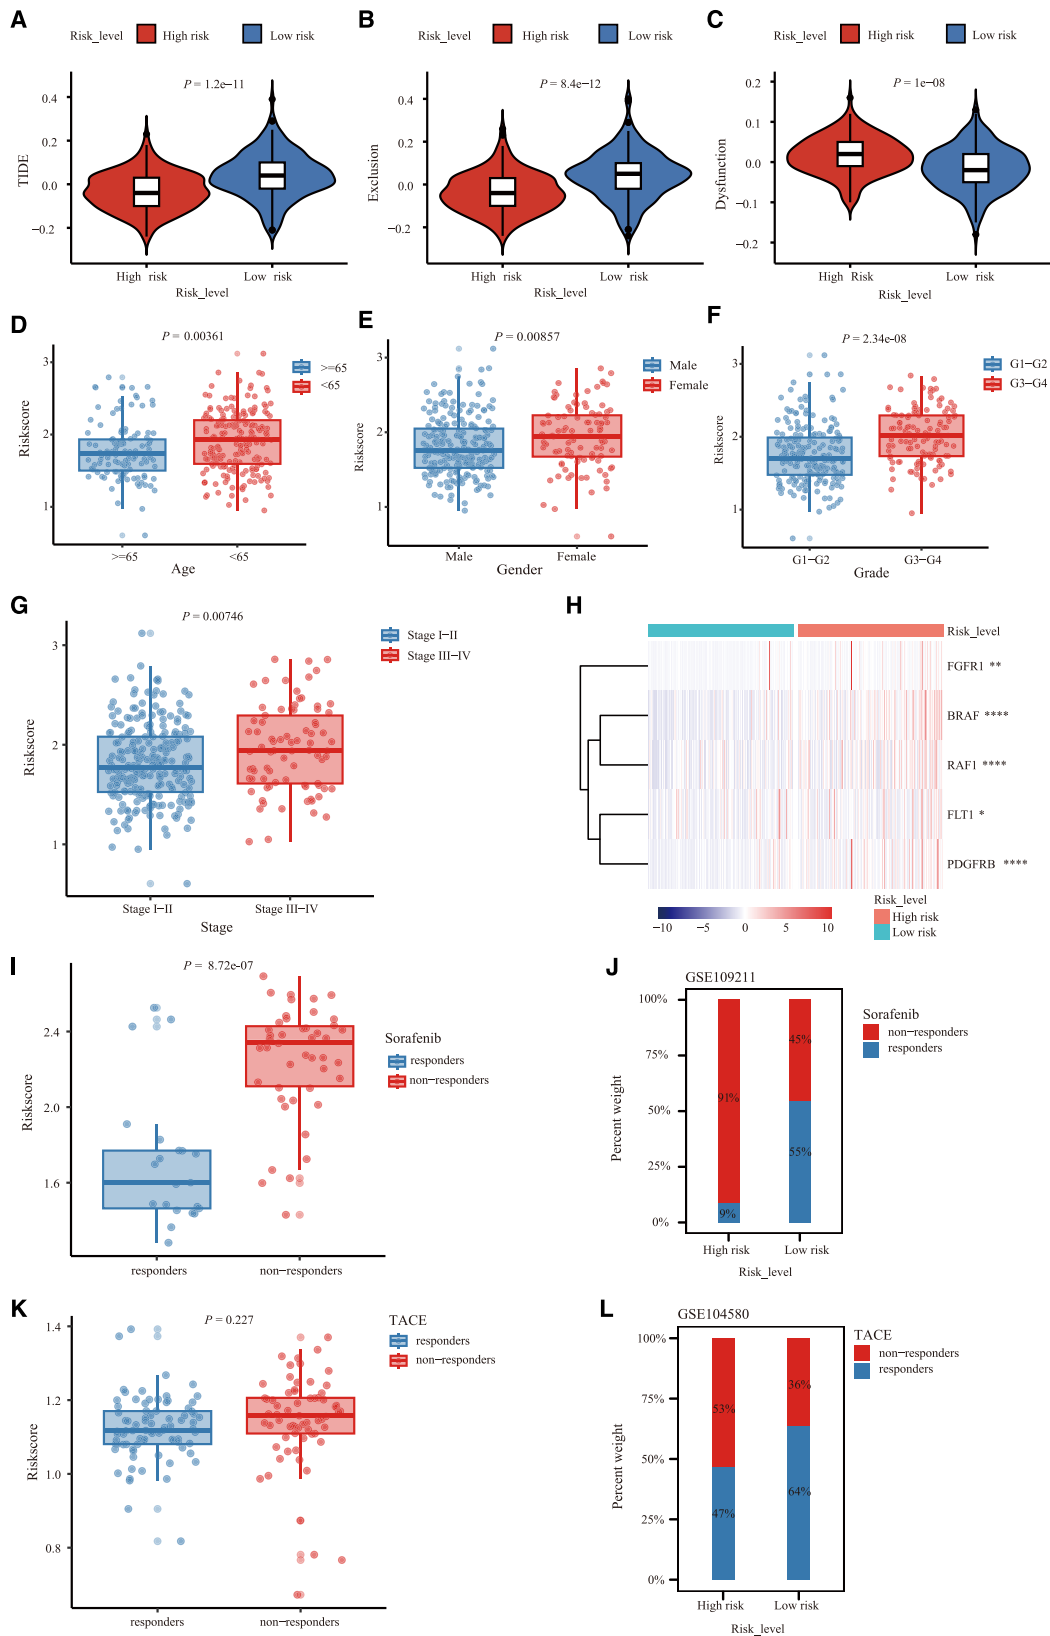 A
Risk_level High risk Low risk
P = 1.2e−11
TIDE
0.4
0.2
0.0
−0.2
High risk Low risk
Risk_level
B
Risk_level High risk Low risk
P = 8.4e−12
Exclusion
0.4
0.2
0.0
−0.2
High risk Low risk
Risk_level
C
Risk_level High risk Low risk
P = 1e−08
Dysfunction
0.2
0.1
0.0
−0.1
−0.2
High Risk Low risk
Risk_level
D
P = 0.00361
Riskscore
3
2
1
>=65
<65
>=65 <65
Age
E
P = 0.00857
Riskscore
3
2
1
Male
Female
Male Female
Gender
F
P = 2.34e-08
Riskscore
3
2
1
G1−G2
G3−G4
G1−G2 G3−G4
Grade
G
P = 0.00746
Riskscore
3
2
1
Stage I−II
Stage III−IV
Stage I−II Stage III−IV
Stage
H
Risk_level
FGFR1 **
BRAF ****
RAF1 ****
FLT1 *
PDGFRB ****
−10 −5 0 5 10
Risk_level
High risk
Low risk
I
P = 8.72e-07
Riskscore
2.4
2.0
1.6
Sorafenib
responders
non−responders
responders non−responders
J
GSE109211
Percent weight
100%
75%
50%
25%
0%
45%
91%
55%
9%
Sorafenib
non−responders
responders
High risk Low risk
Risk_level
K
P = 0.227
Riskscore
1.4
1.2
1.0
0.8
TACE
responders
non−responders
responders non−responders
L
GSE104580
Percent weight
100%
75%
50%
25%
0%
36%
53%
64%
47%
TACE
non−responders
responders
High risk Low risk
Risk_level